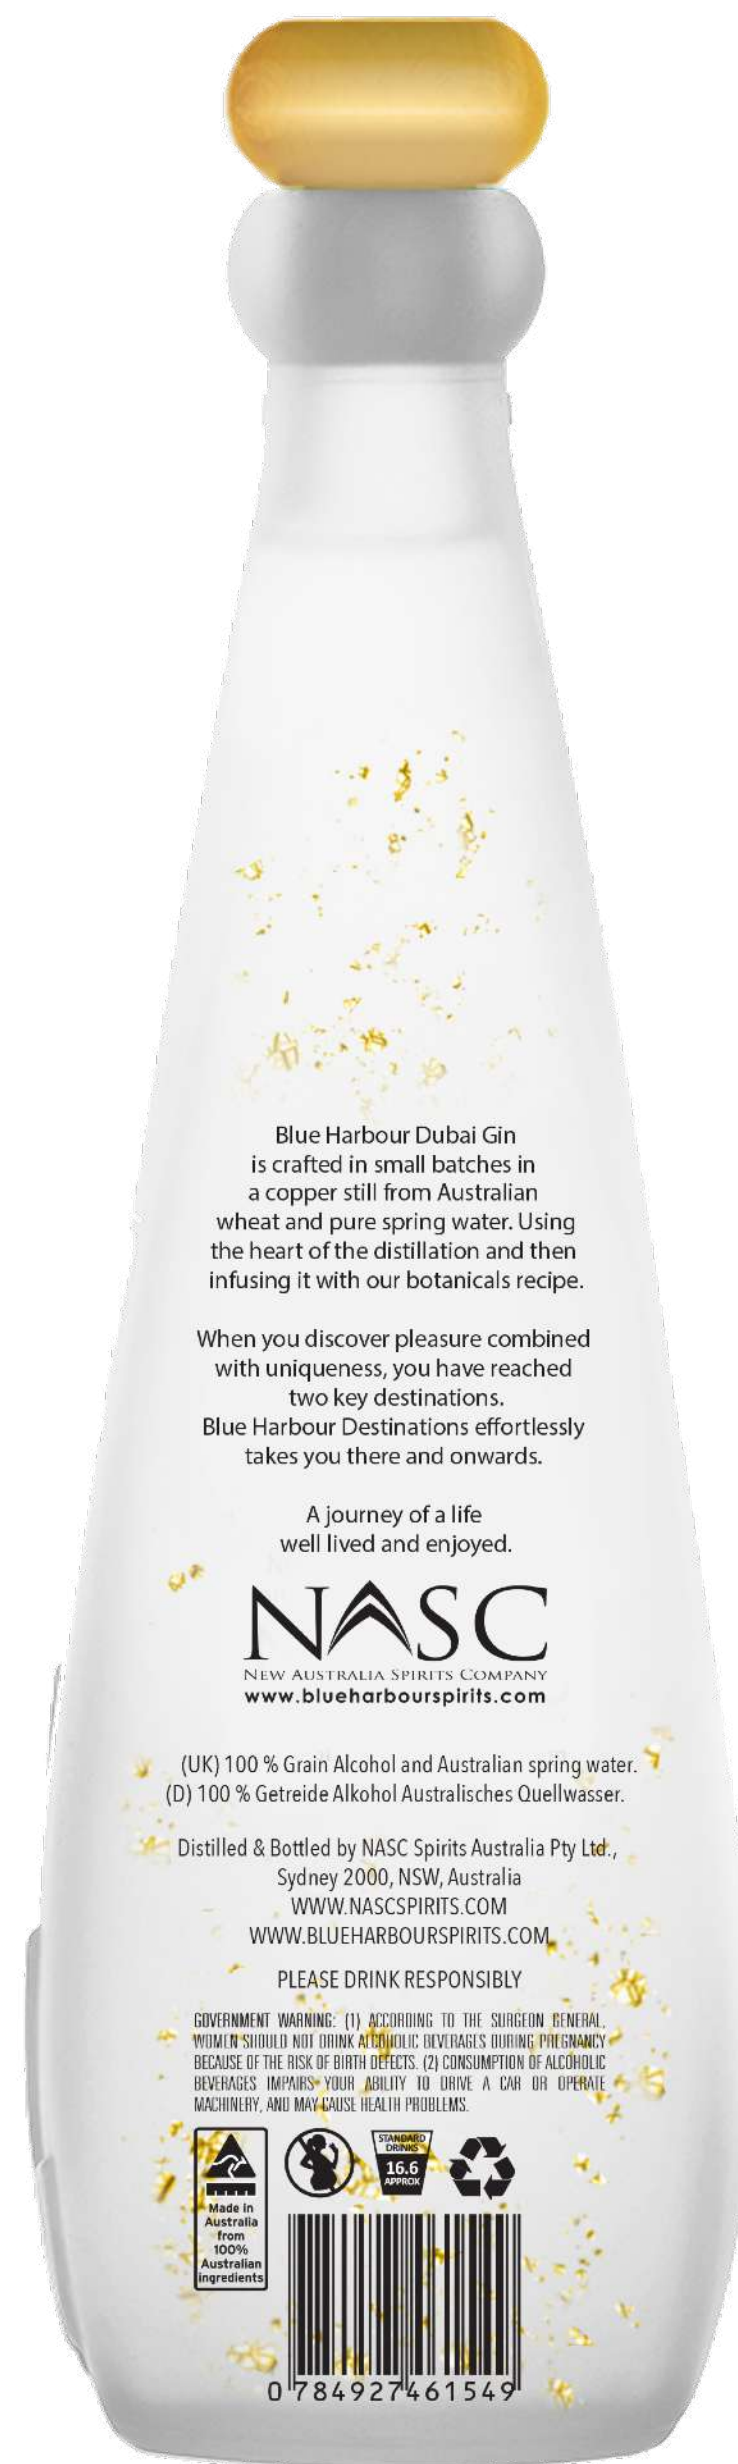 Blue Harbour Dubai Gin
is crafted in small batches in
a copper still from Australian
wheat and pure spring water. Using
the heart of the distillation and then
infusing it with our botanicals recipe.
When you discover pleasure combined
with uniqueness, you have reached
two key destinations.
Blue Harbour Destinations effortlessly
takes you there and onwards.
A journey of a life
well lived and enjoyed.
NASC
NEW AUSTRALIA SPIRITS COMPANY
www.blueharbourspirits.com
(UK) 100 % Grain Alcohol and Australian spring water.
(D) 100 % Getreide Alkohol Australisches Quellwasser.
Distilled & Bottled by NASC Spirits Australia Pty Ltd.,
Sydney 2000, NSW, Australia
WWW.NASCSPIRITS.COM
WWW.BLUEHARBOURSPIRITS.COM
PLEASE DRINK RESPONSIBLY
GOVERNMENT WARNING: (1) ACCORDING TO THE SURGEON GENERAL,
WOMEN SHOULD NOT DRINK ALCOHOLIC BEVERAGES DURING PREGNANCY
BECAUSE OF THE RISK OF BIRTH DEFECTS. (2) CONSUMPTION OF ALCOHOLIC
BEVERAGES IMPAIRS YOUR ABILITY TO DRIVE A CAR OR OPERATE
MACHINERY, AND MAY CAUSE HEALTH PROBLEMS.
Made in
Australia
from
100%
Australian
ingredients
STANDARD
DRINKS
16.6
APPROX
0 784927 461549